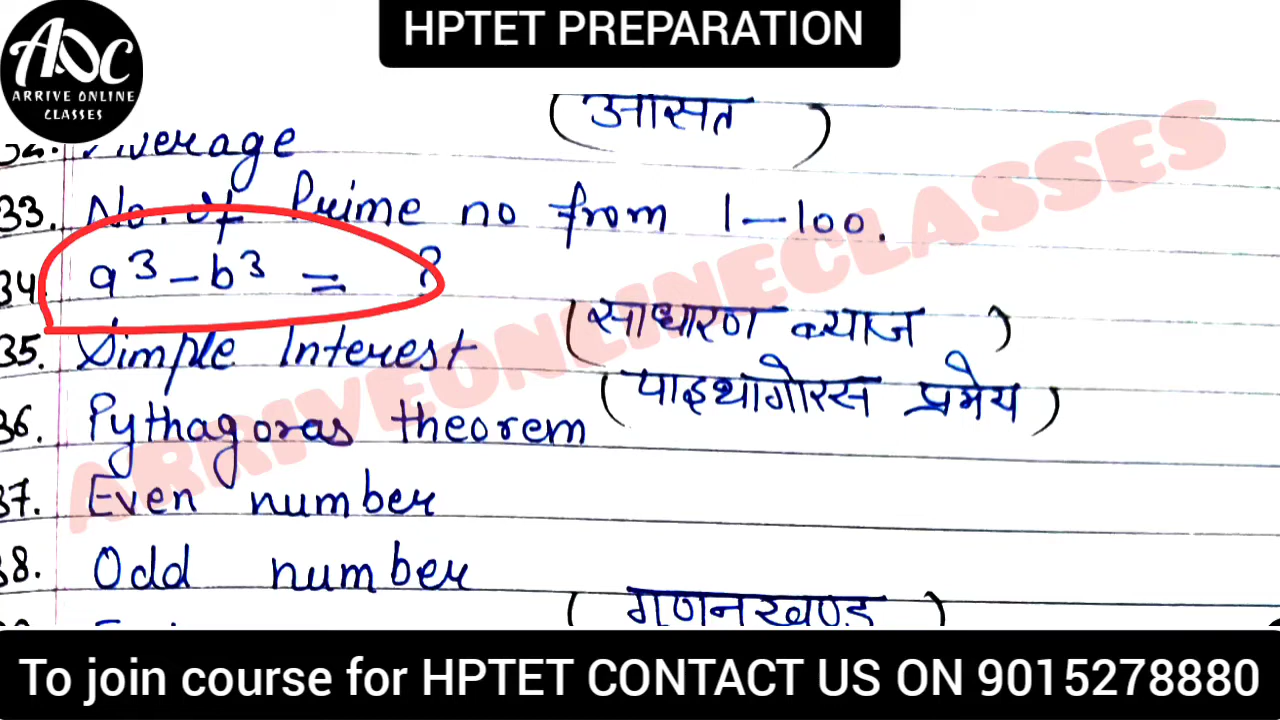 HPTET PREPARATION
ARRIVE ONLINE
CLASSES
(औसत)
32. Average
33. No. of Prime no from 1-100.
34 a³-b³ = ?
35. Simple Interest (साधारण ब्याज)
36. Pythagoras theorem (पाइथागोरस प्रमेय)
37. Even number
38. Odd number
(गुणनखण्ड)
ARRIVEONLINECLASSES
To join course for HPTET CONTACT US ON 9015278880